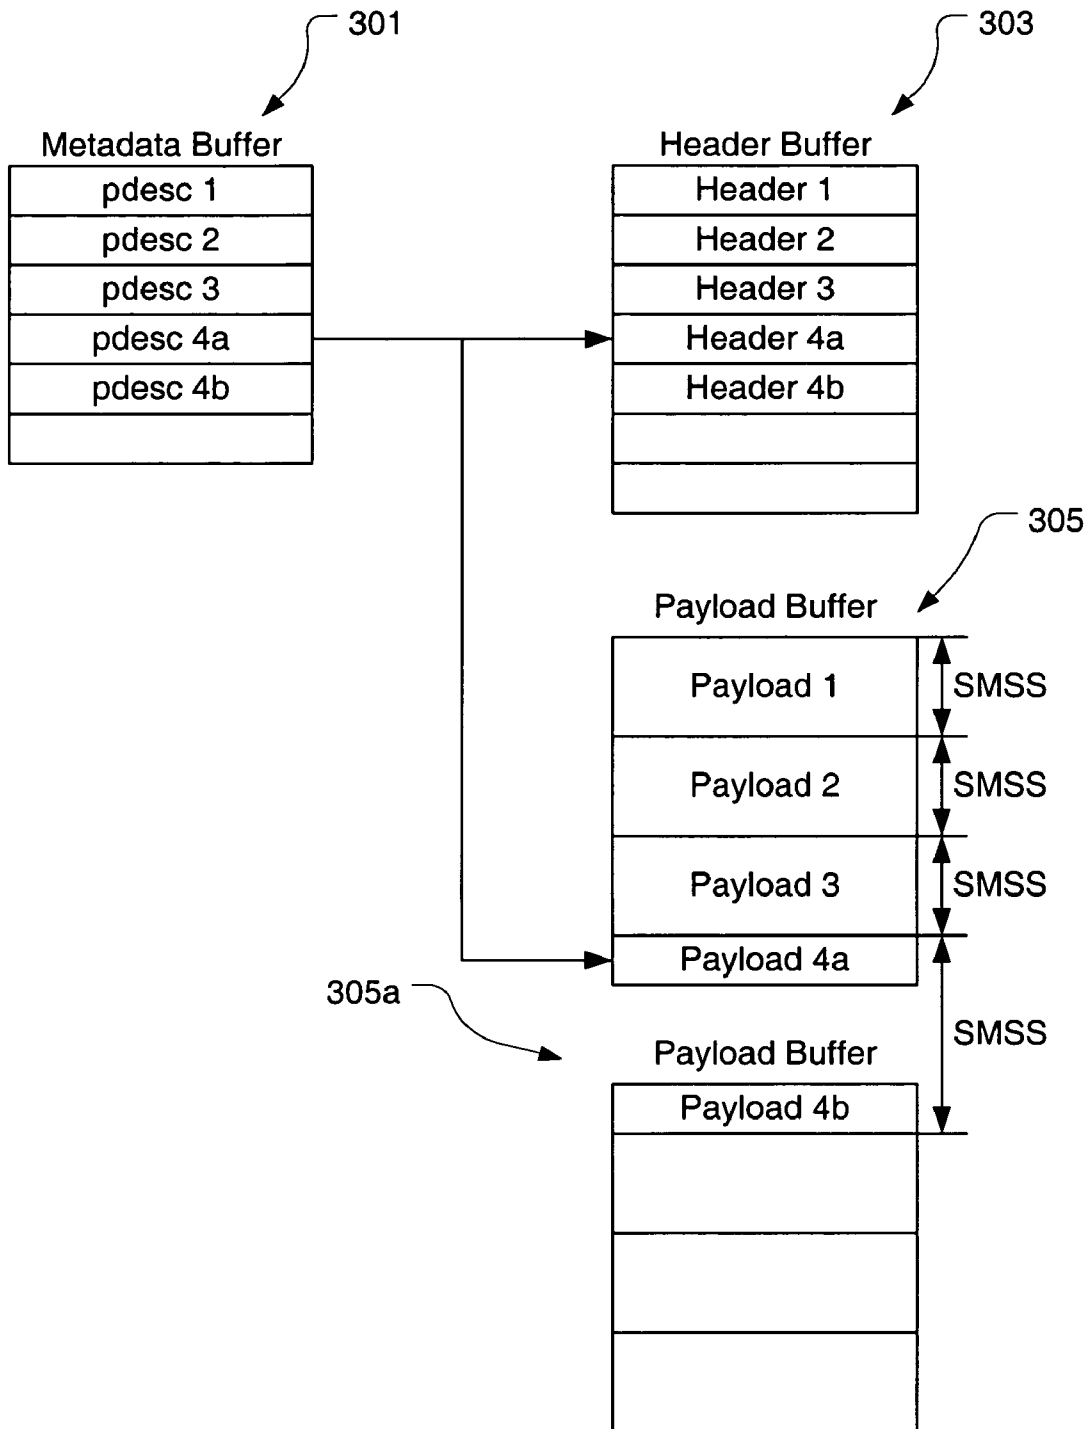 301
303
Metadata Buffer
pdesc 1
pdesc 2
pdesc 3
pdesc 4a
pdesc 4b
Header Buffer
Header 1
Header 2
Header 3
Header 4a
Header 4b
305
Payload Buffer
Payload 1
SMSS
Payload 2
SMSS
Payload 3
SMSS
Payload 4a
305a
SMSS
Payload Buffer
Payload 4b